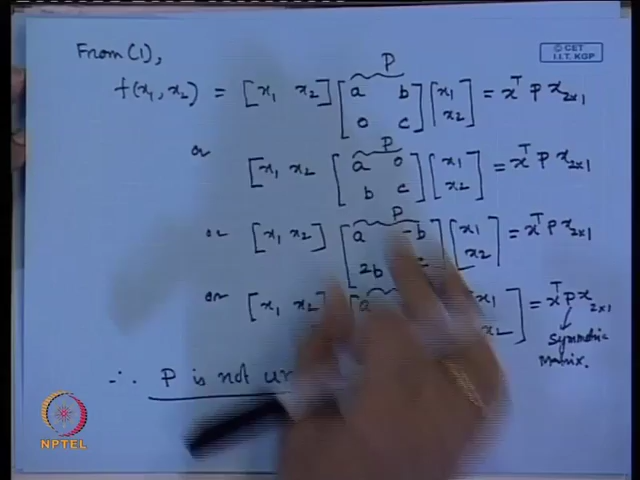 From (1),
© CET
I.I.T. KGP
P
f(x₁, x₂) = [x₁ x₂] [a b; 0 c] [x₁; x₂] = xᵀ P x₂ₓ₁
P
or [x₁ x₂ [a 0; b c] [x₁; x₂] = xᵀ P x₂ₓ₁
P
or [x₁ x₂] [a -b; 2b [x₁; x₂] = xᵀ P x₂ₓ₁
or [x₁ x₂] [a x₁; x₂] = xᵀ P x₂ₓ₁
Symmetric
Matrix.
∴ P is not
NPTEL